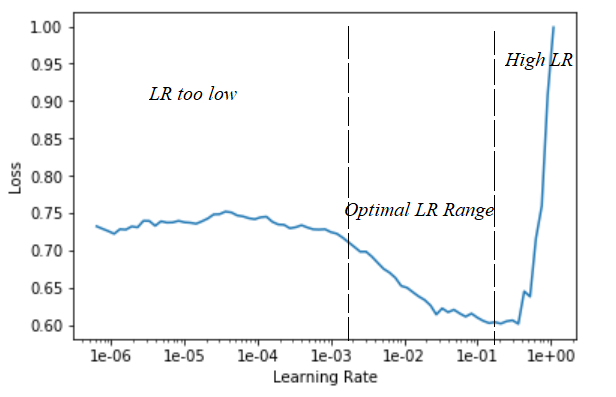 1.00
0.95
High LR
0.90
LR too low
0.85
0.80
Loss
0.75
Optimal LR Range
0.70
0.65
0.60
1e-06 1e-05 1e-04 1e-03 1e-02 1e-01 1e+00
Learning Rate